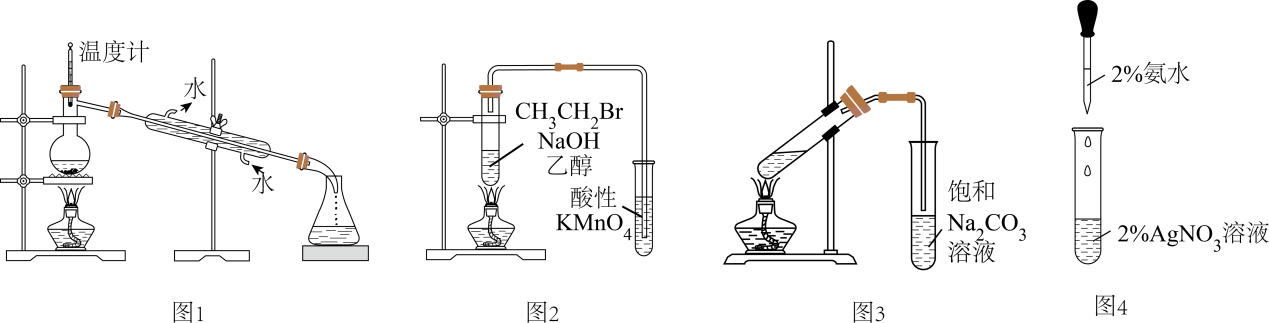 温度计
水
水
图1
CH₃CH₂Br
NaOH
乙醇
酸性
KMnO₄
图2
饱和
Na₂CO₃
溶液
图3
2%氨水
2%AgNO₃溶液
图4